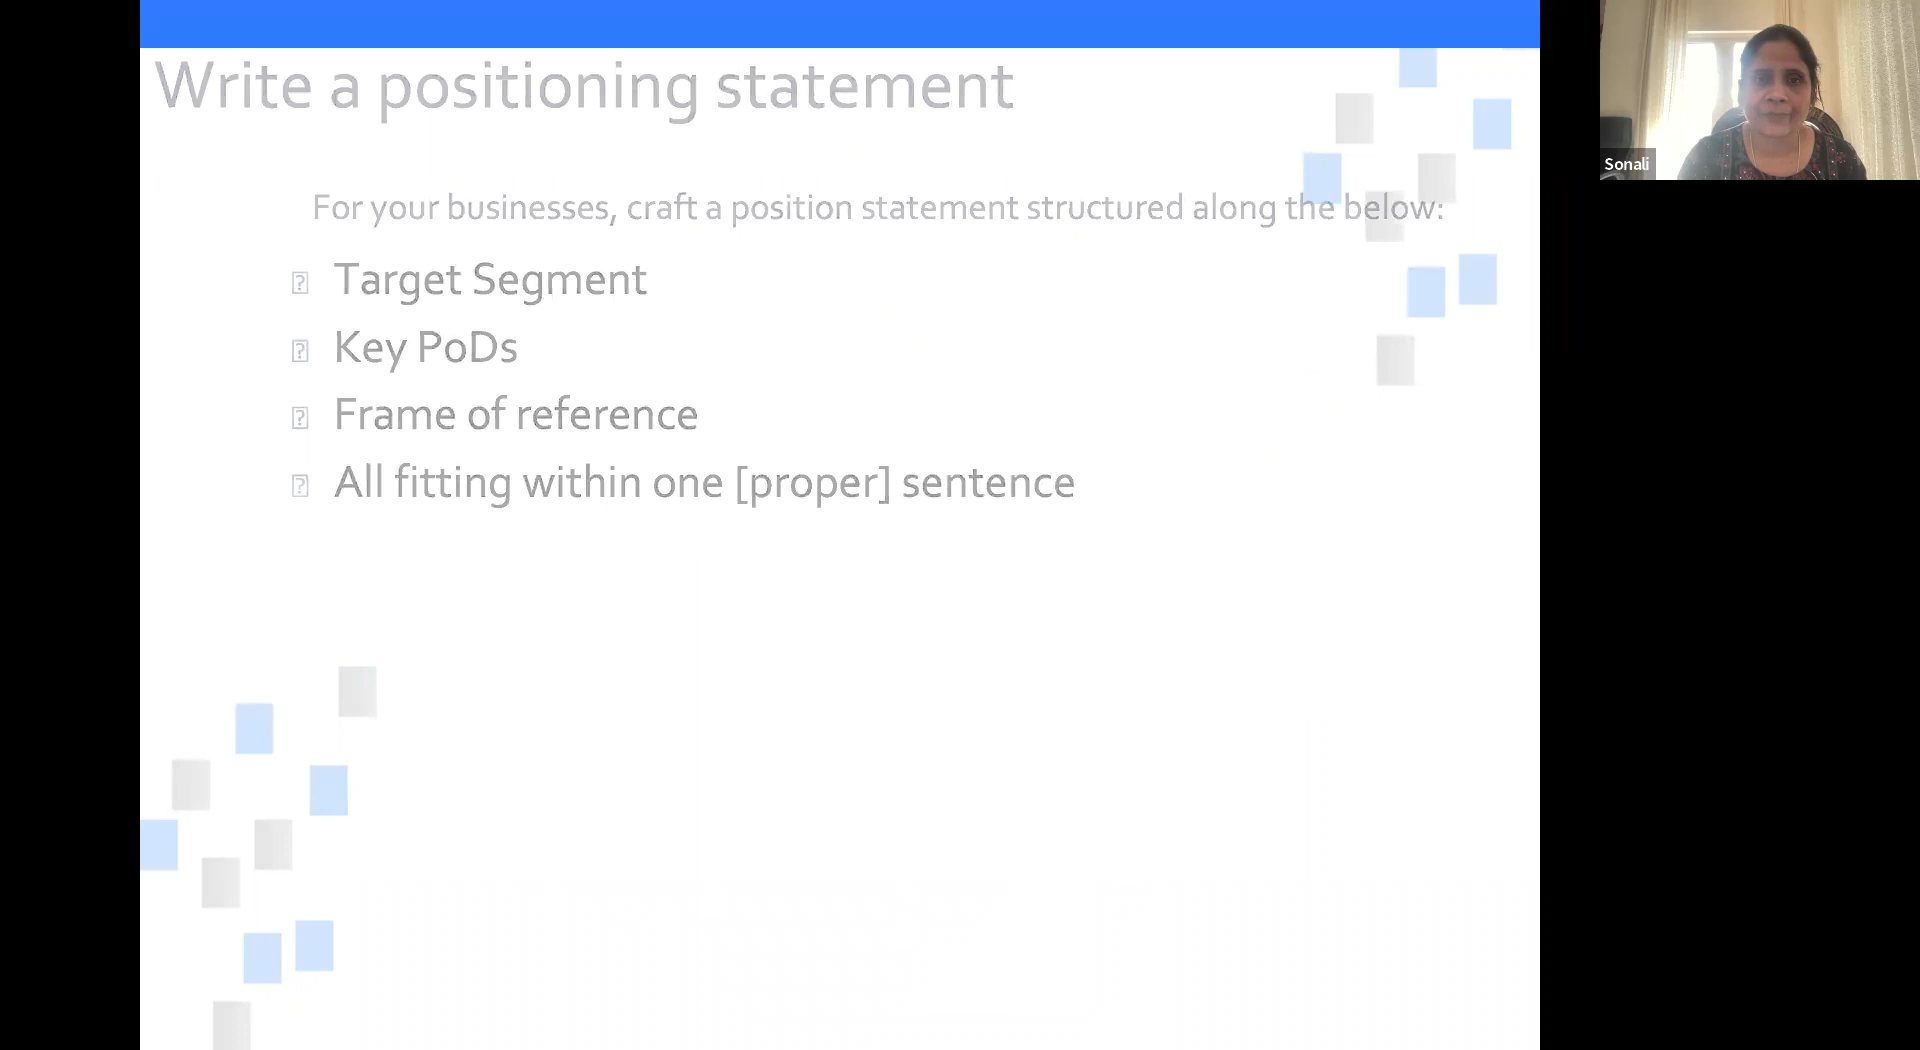 Write a positioning statement
For your businesses, craft a position statement structured along the below:
Target Segment
Key PoDs
Frame of reference
All fitting within one [proper] sentence
Sonali